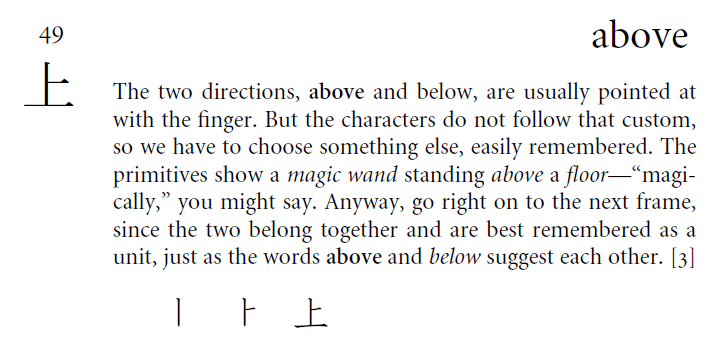 49
above
上
The two directions, above and below, are usually pointed at
with the finger. But the characters do not follow that custom,
so we have to choose something else, easily remembered. The
primitives show a magic wand standing above a floor—“magi-
cally,” you might say. Anyway, go right on to the next frame,
since the two belong together and are best remembered as a
unit, just as the words above and below suggest each other. [3]
丨 ⺊ 上